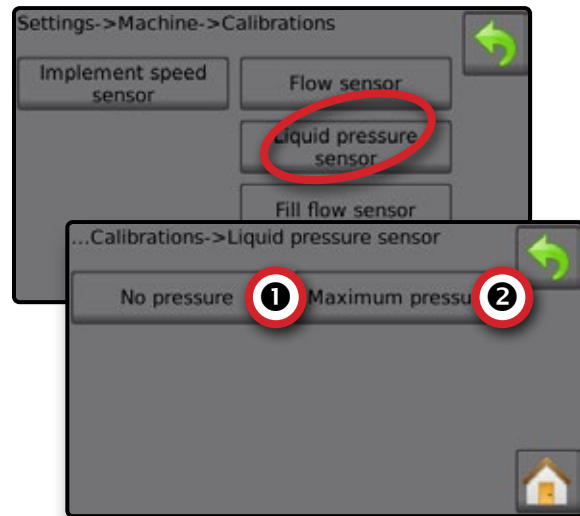 Settings->Machine->Calibrations
Implement speed
sensor
Flow sensor
Liquid pressure
sensor
Fill flow sensor
...Calibrations->Liquid pressure sensor
No pressure
1
Maximum
2